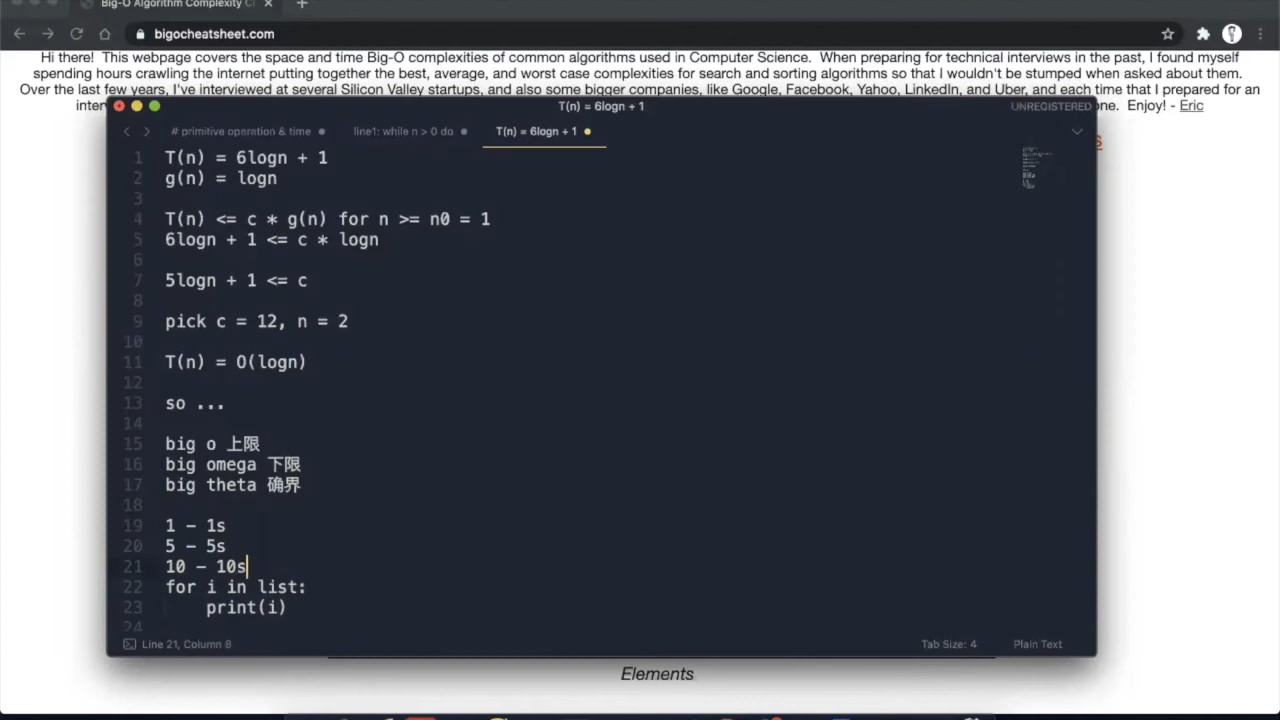 Big-O Algorithm Complexity
bigocheatsheet.com
Hi there! This webpage covers the space and time Big-O complexities of common algorithms used in Computer Science. When preparing for technical interviews in the past, I found myself
spending hours crawling the internet putting together the best, average, and worst case complexities for search and sorting algorithms so that I wouldn't be stumped when asked about them.
Over the last few years, I've interviewed at several Silicon Valley startups, and also some bigger companies, like Google, Facebook, Yahoo, LinkedIn, and Uber, and each time that I prepared for an
Enjoy! - Eric
T(n) = 6logn + 1
UNREGISTERED
# primitive operation & time
line1: while n > 0 do
T(n) = 6logn + 1
1 T(n) = 6logn + 1
2 g(n) = logn
3
4 T(n) <= c * g(n) for n >= n0 = 1
5 6logn + 1 <= c * logn
6
7 5logn + 1 <= c
8
9 pick c = 12, n = 2
10
11 T(n) = O(logn)
12
13 so ...
14
15 big o 上限
16 big omega 下限
17 big theta 确界
18
19 1 - 1s
20 5 - 5s
21 10 - 10s
22 for i in list:
23 print(i)
24
Line 21, Column 9
Tab Size: 4
Plain Text
Elements